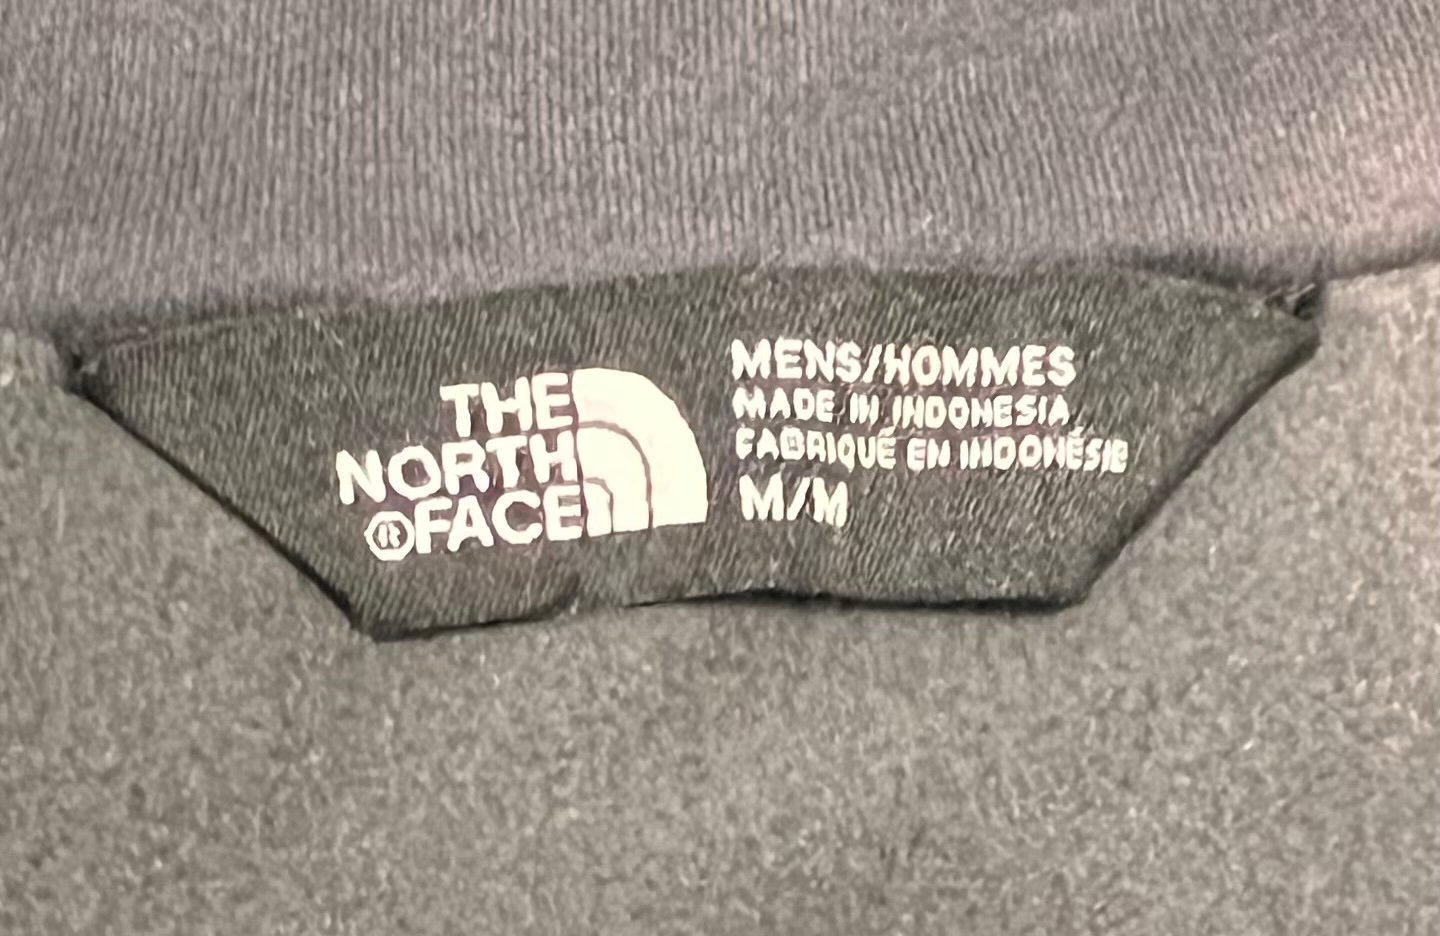 THE
NORTH
®FACE
MENS/HOMMES
MADE IN INDONESIA
FABRIQUÉ EN INDONÉSIE
M/M